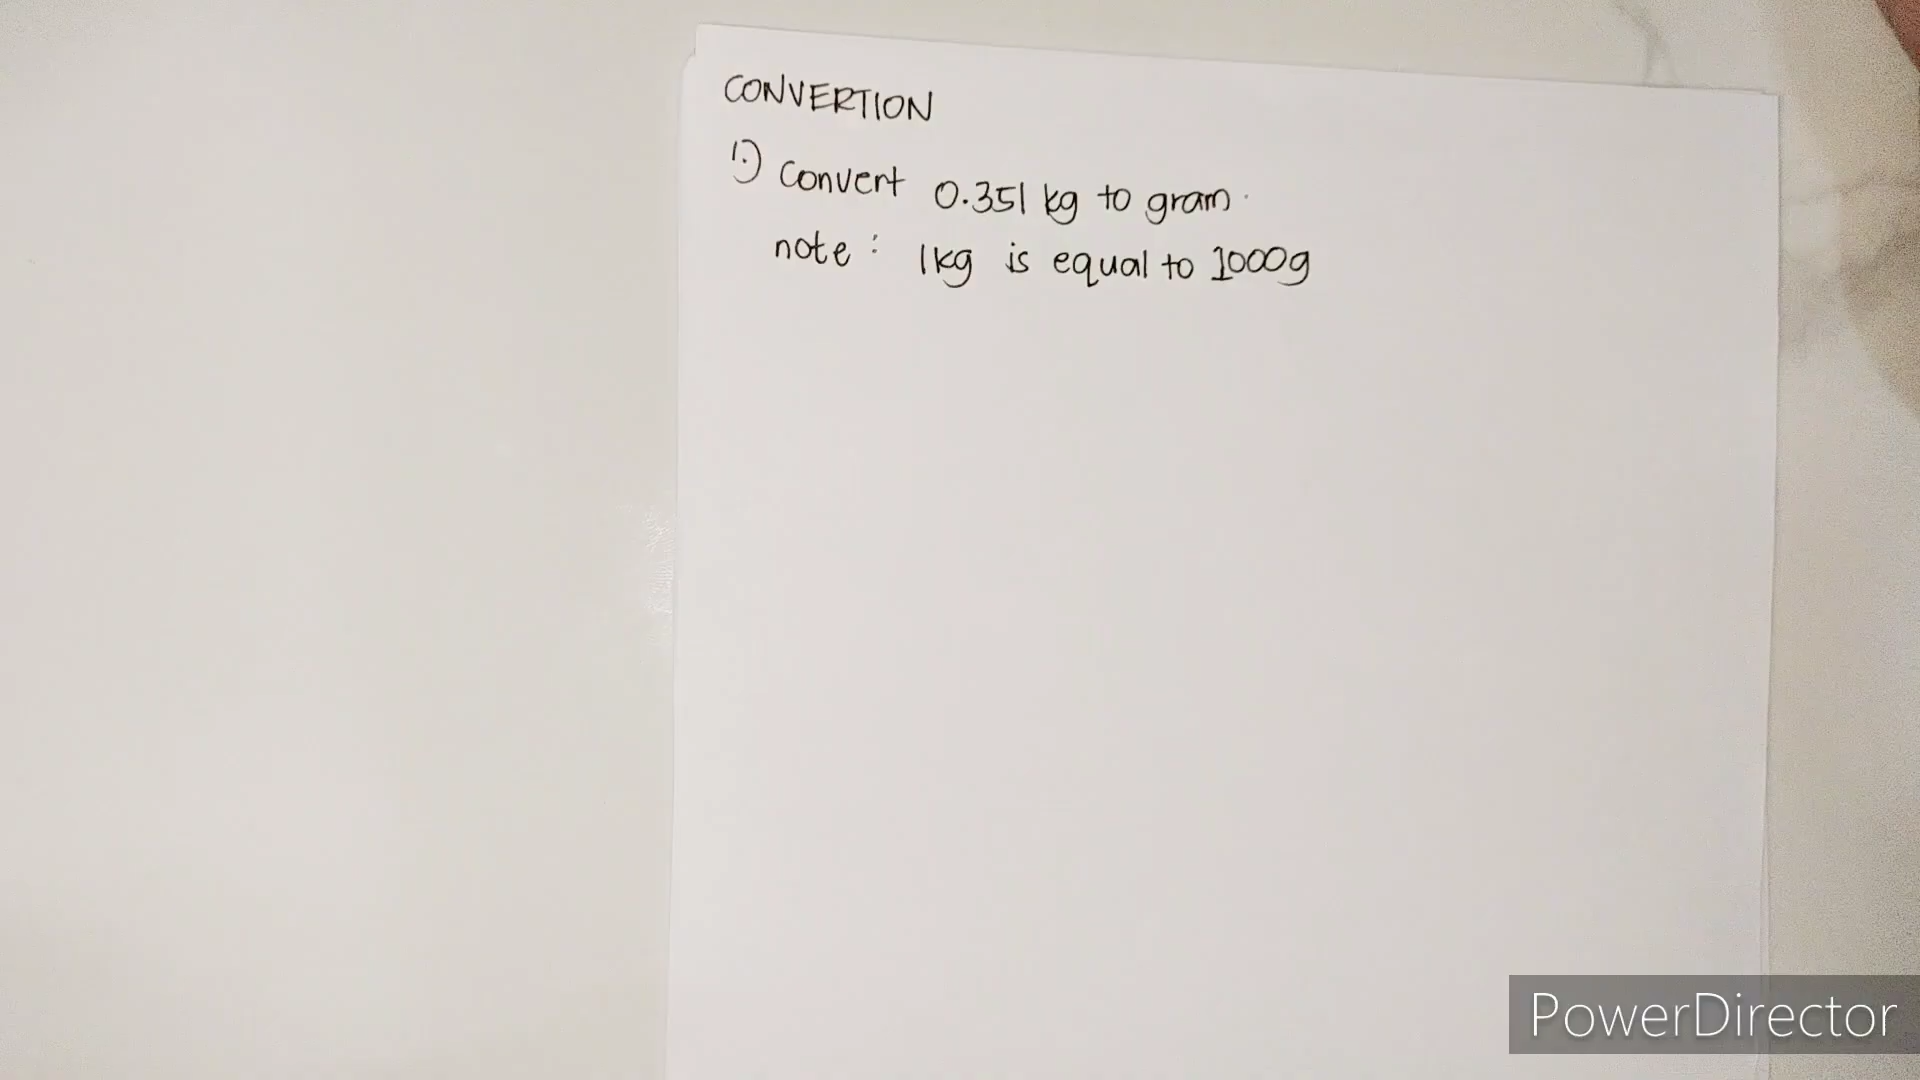 CONVERTION
1.) Convert 0.351 kg to gram.
note : 1kg is equal to 1000g
PowerDirector